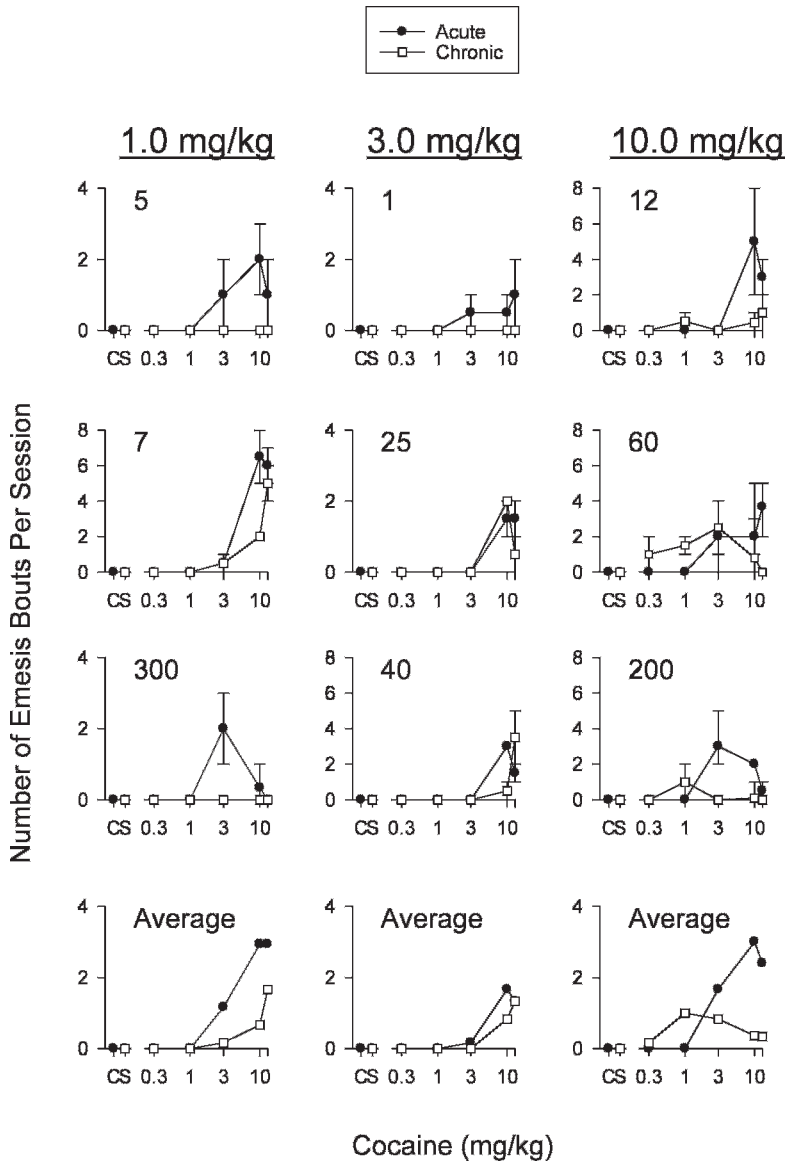 Acute
Chronic
1.0 mg/kg
3.0 mg/kg
10.0 mg/kg
4
2
0
5
CS 0.3 1 3 10
4
2
0
1
CS 0.3 1 3 10
8
6
4
2
0
12
CS 0.3 1 3 10
8
6
4
2
0
7
CS 0.3 1 3 10
4
2
0
25
CS 0.3 1 3 10
8
6
4
2
0
60
CS 0.3 1 3 10
4
2
0
300
CS 0.3 1 3 10
8
6
4
2
0
40
CS 0.3 1 3 10
8
6
4
2
0
200
CS 0.3 1 3 10
4
2
0
Average
CS 0.3 1 3 10
4
2
0
Average
CS 0.3 1 3 10
4
2
0
Average
CS 0.3 1 3 10
Number of Emesis Bouts Per Session
Cocaine (mg/kg)